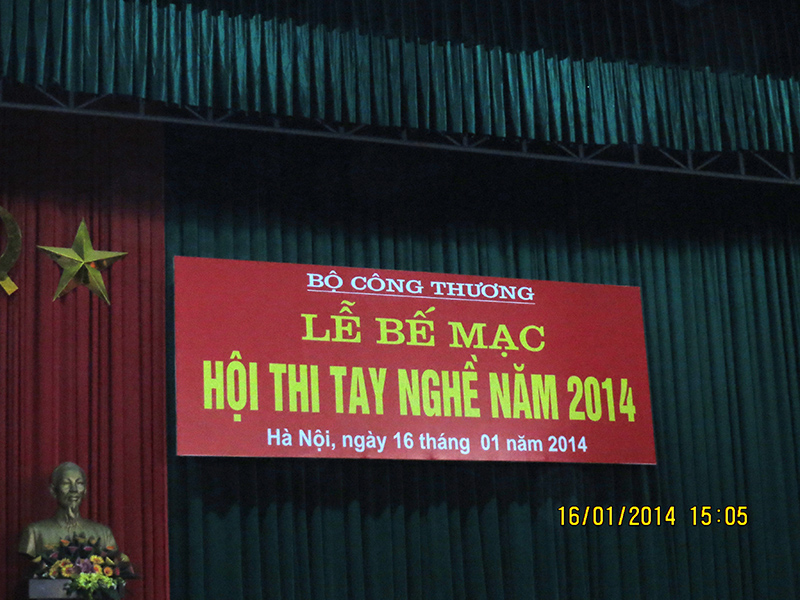 BỘ CÔNG THƯƠNG
LỄ BẾ MẠC
HỘI THI TAY NGHỀ NĂM 2014
Hà Nội, ngày 16 tháng 01 năm 2014
16/01/2014 15:05